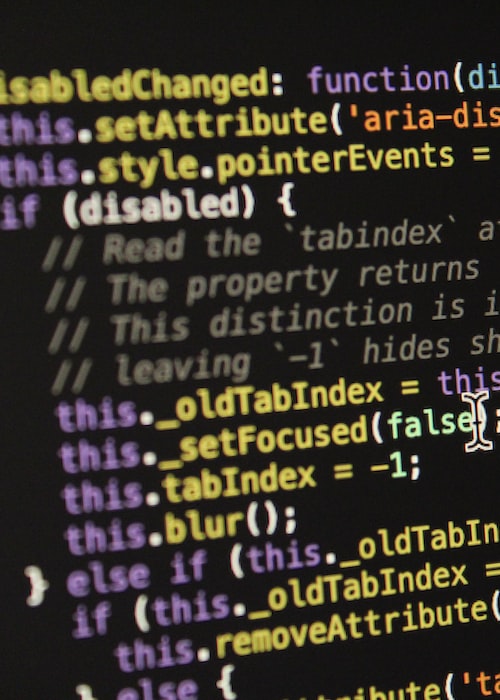 isabledChanged: function(di
this.setAttribute('aria-dis
this.style.pointerEvents =
if (disabled) {
// Read the `tabindex` a
// The property returns
// This distinction is i
// leaving `-1` hides sh
this._oldTabIndex = this
this._setFocused(false);
this.tabIndex = -1;
this.blur();
} else if (this._oldTabIn
if (this._oldTabIndex =
this.removeAttribute(
} else {
ttribute('ta